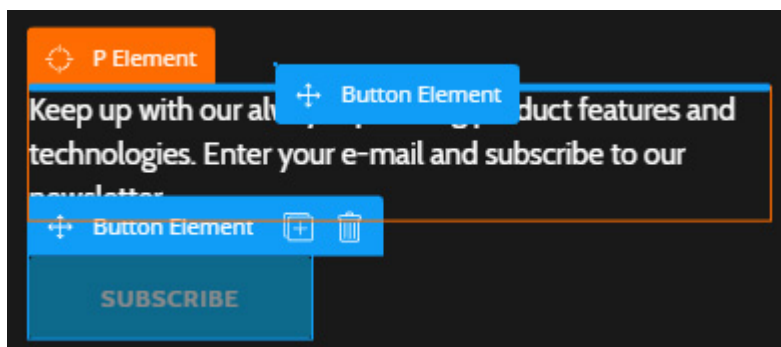 P Element
Button Element
Keep up with our duct features and
technologies. Enter your e-mail and subscribe to our
newsletter
Button Element
SUBSCRIBE